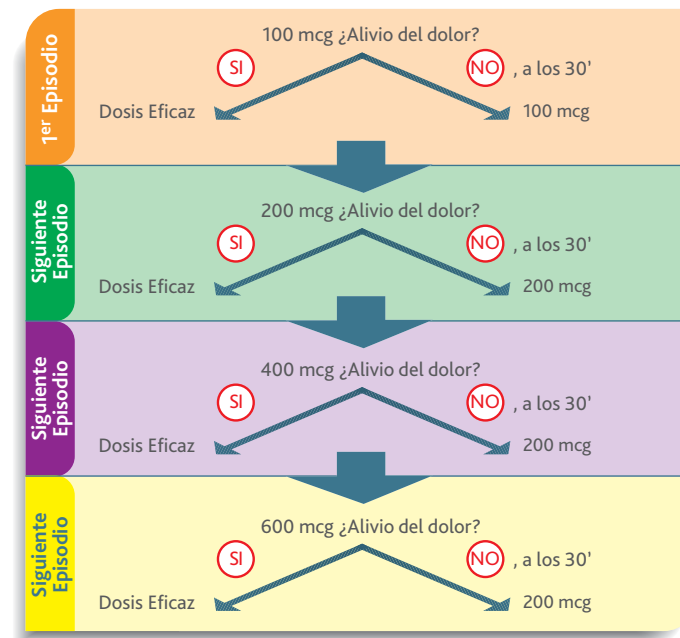 1er Episodio
100 mcg ¿Alivio del dolor?
SI
NO , a los 30'
Dosis Eficaz
100 mcg
Siguiente
Episodio
200 mcg ¿Alivio del dolor?
SI
NO , a los 30'
Dosis Eficaz
200 mcg
Siguiente
Episodio
400 mcg ¿Alivio del dolor?
SI
NO , a los 30'
Dosis Eficaz
200 mcg
Siguiente
Episodio
600 mcg ¿Alivio del dolor?
SI
NO , a los 30'
Dosis Eficaz
200 mcg